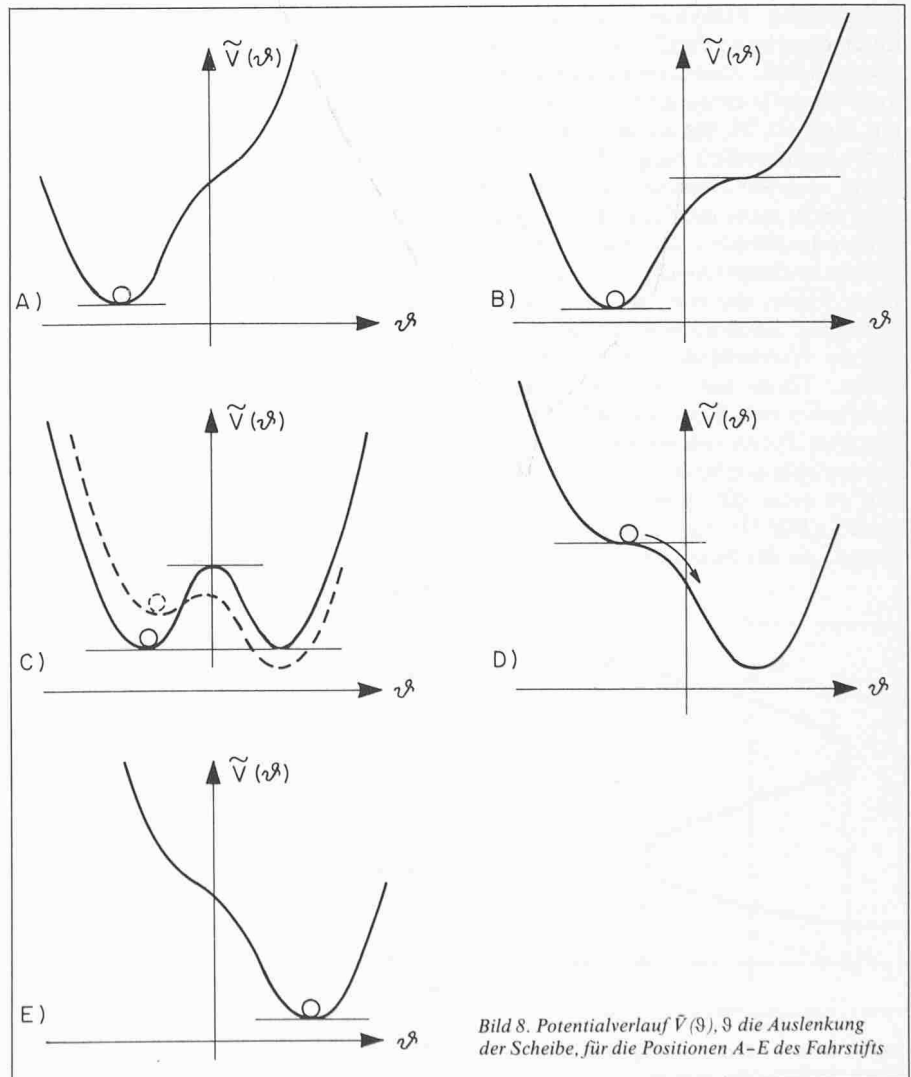 Ṽ(ϑ)
Ṽ(ϑ)
A)
ϑ
B)
ϑ
Ṽ(ϑ)
Ṽ(ϑ)
C)
ϑ
D)
ϑ
Ṽ(ϑ)
E)
ϑ
Bild 8. Potentialverlauf Ṽ(ϑ), ϑ die Auslenkung
der Scheibe, für die Positionen A–E des Fahrstifts